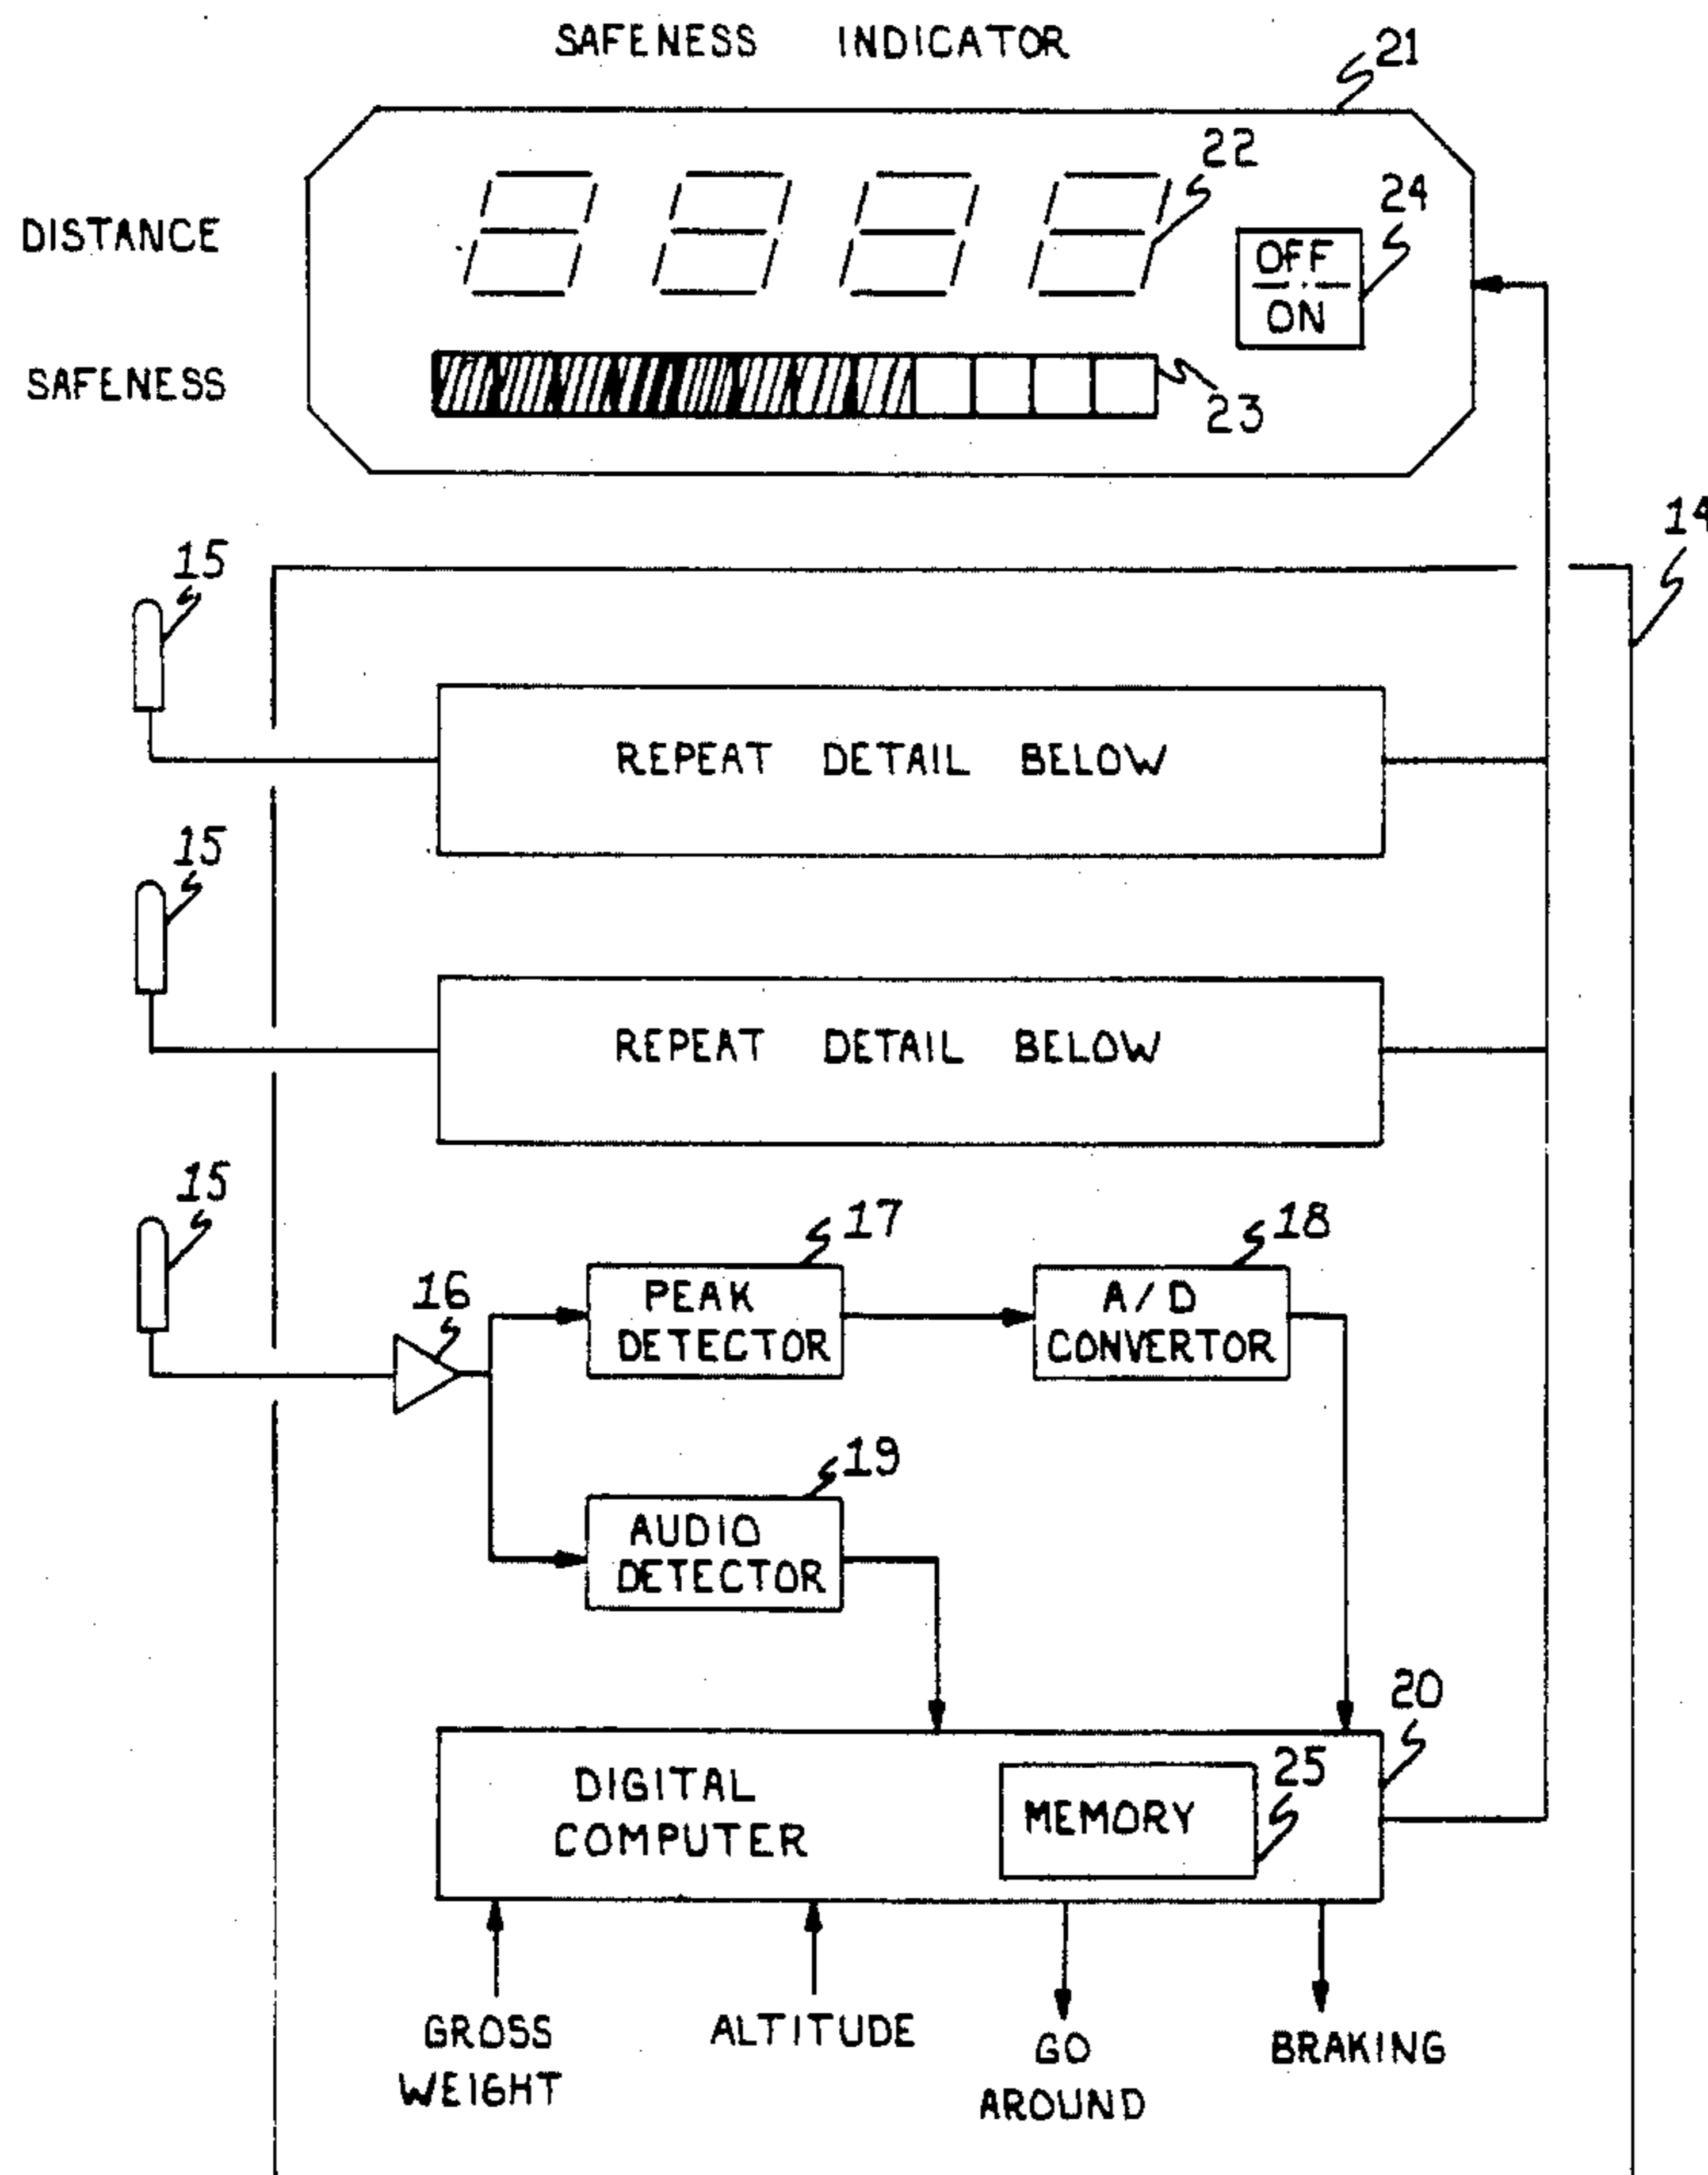 SAFENESS INDICATOR
21
22
24
DISTANCE
OFF
ON
SAFENESS
23
14
15
REPEAT DETAIL BELOW
15
REPEAT DETAIL BELOW
15
17
18
16
PEAK
DETECTOR
A/D
CONVERTOR
19
AUDIO
DETECTOR
20
DIGITAL
COMPUTER
MEMORY
25
GROSS
WEIGHT
ALTITUDE
GO
AROUND
BRAKING